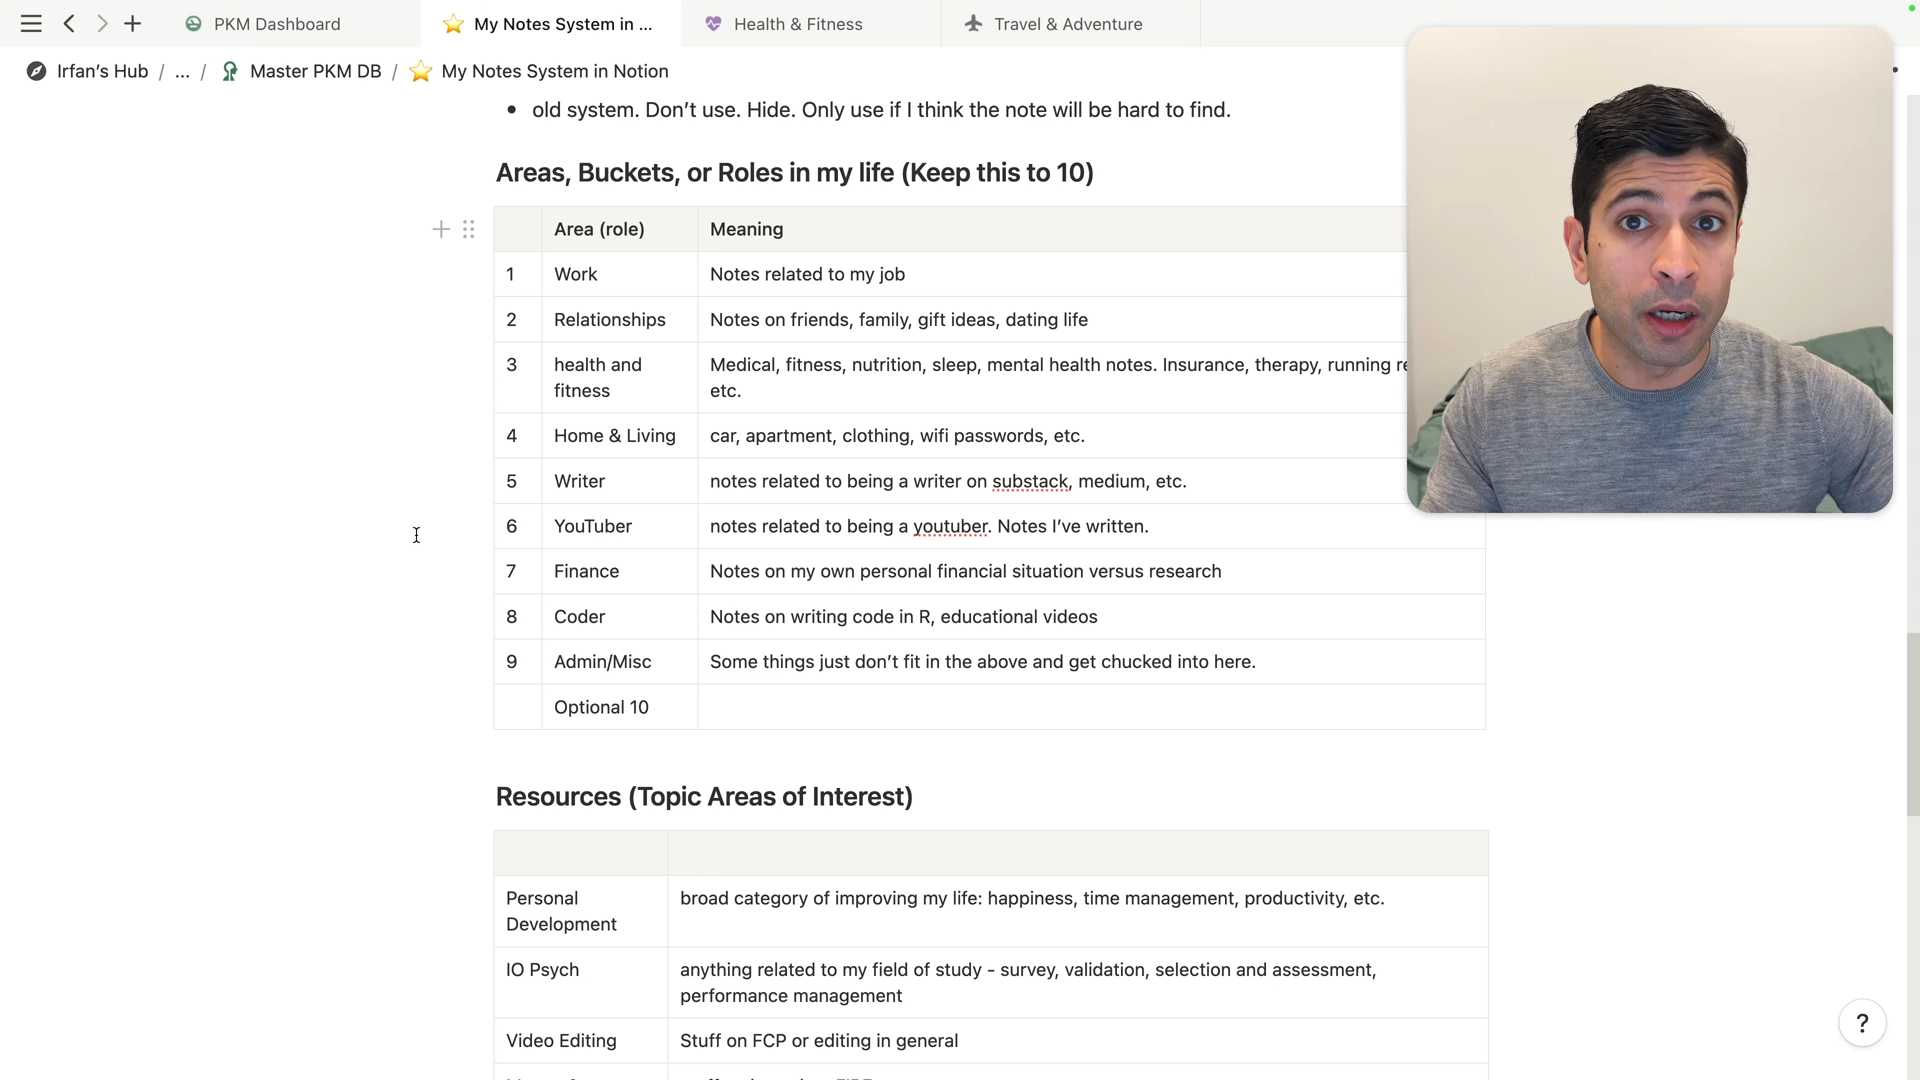 PKM Dashboard
My Notes System in ...
Health & Fitness
Travel & Adventure
Irfan's Hub / ... / Master PKM DB / My Notes System in Notion
• old system. Don't use. Hide. Only use if I think the note will be hard to find.
Areas, Buckets, or Roles in my life (Keep this to 10)
Area (role) Meaning
1 Work Notes related to my job
2 Relationships Notes on friends, family, gift ideas, dating life
3 health and Medical, fitness, nutrition, sleep, mental health notes. Insurance, therapy, running
fitness etc.
4 Home & Living car, apartment, clothing, wifi passwords, etc.
5 Writer notes related to being a writer on substack, medium, etc.
6 YouTuber notes related to being a youtuber. Notes I've written.
7 Finance Notes on my own personal financial situation versus research
8 Coder Notes on writing code in R, educational videos
9 Admin/Misc Some things just don't fit in the above and get chucked into here.
Optional 10
Resources (Topic Areas of Interest)
Personal broad category of improving my life: happiness, time management, productivity, etc.
Development
IO Psych anything related to my field of study - survey, validation, selection and assessment,
performance management
Video Editing Stuff on FCP or editing in general
?